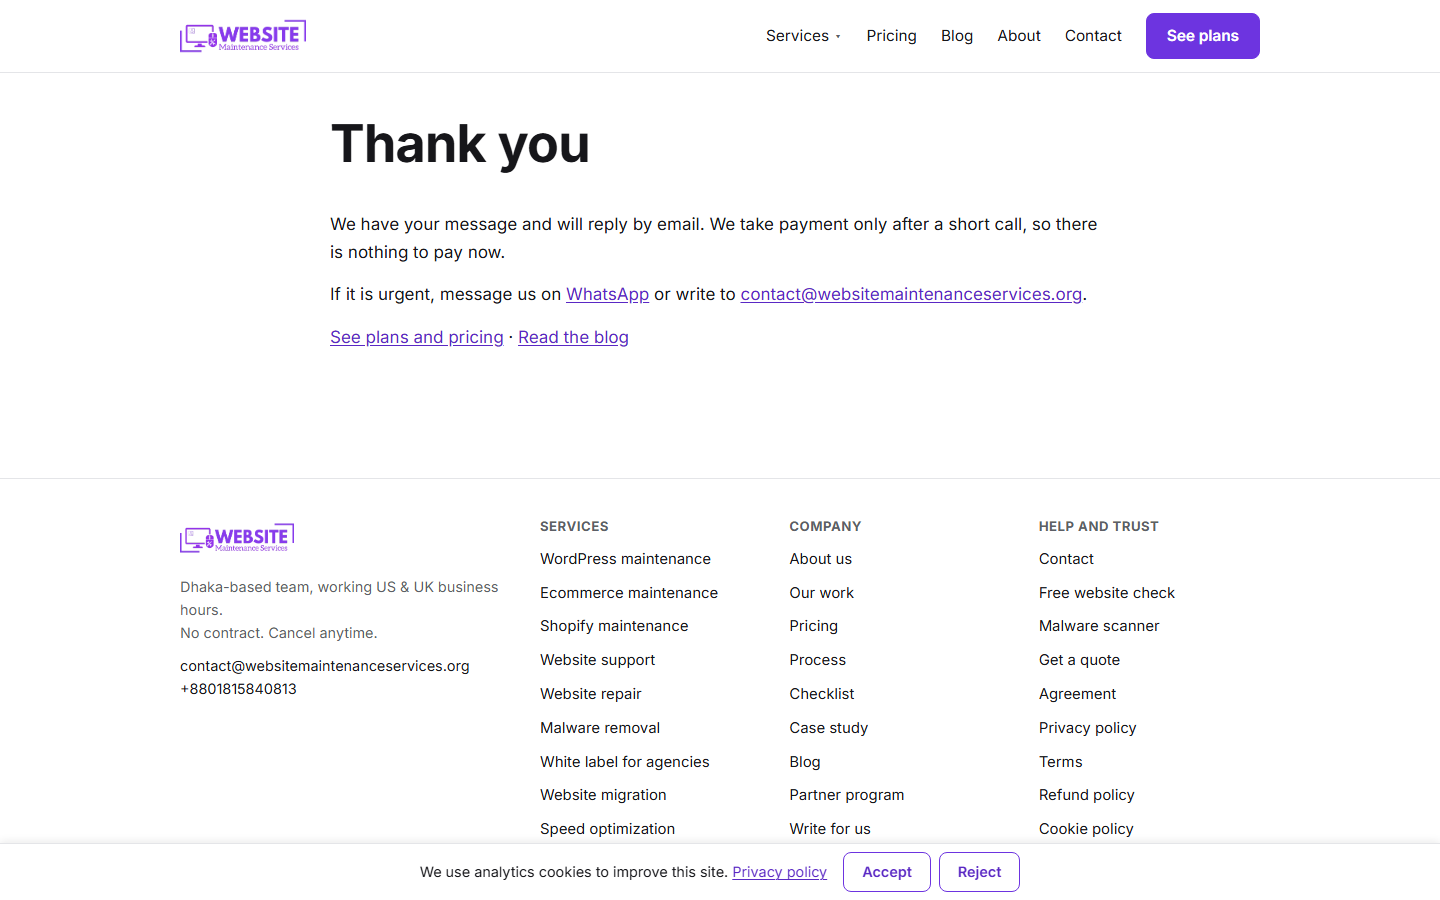 WEBSITE
Maintenance Services
Services
Pricing
Blog
About
Contact
See plans
Thank you
We have your message and will reply by email. We take payment only after a short call, so there
is nothing to pay now.
If it is urgent, message us on WhatsApp or write to contact@websitemaintenanceservices.org.
See plans and pricing · Read the blog
WEBSITE
Maintenance Services
Dhaka-based team, working US & UK business
hours.
No contract. Cancel anytime.
contact@websitemaintenanceservices.org
+8801815840813
SERVICES
WordPress maintenance
Ecommerce maintenance
Shopify maintenance
Website support
Website repair
Malware removal
White label for agencies
Website migration
Speed optimization
COMPANY
About us
Our work
Pricing
Process
Checklist
Case study
Blog
Partner program
Write for us
HELP AND TRUST
Contact
Free website check
Malware scanner
Get a quote
Agreement
Privacy policy
Terms
Refund policy
Cookie policy
We use analytics cookies to improve this site. Privacy policy
Accept
Reject